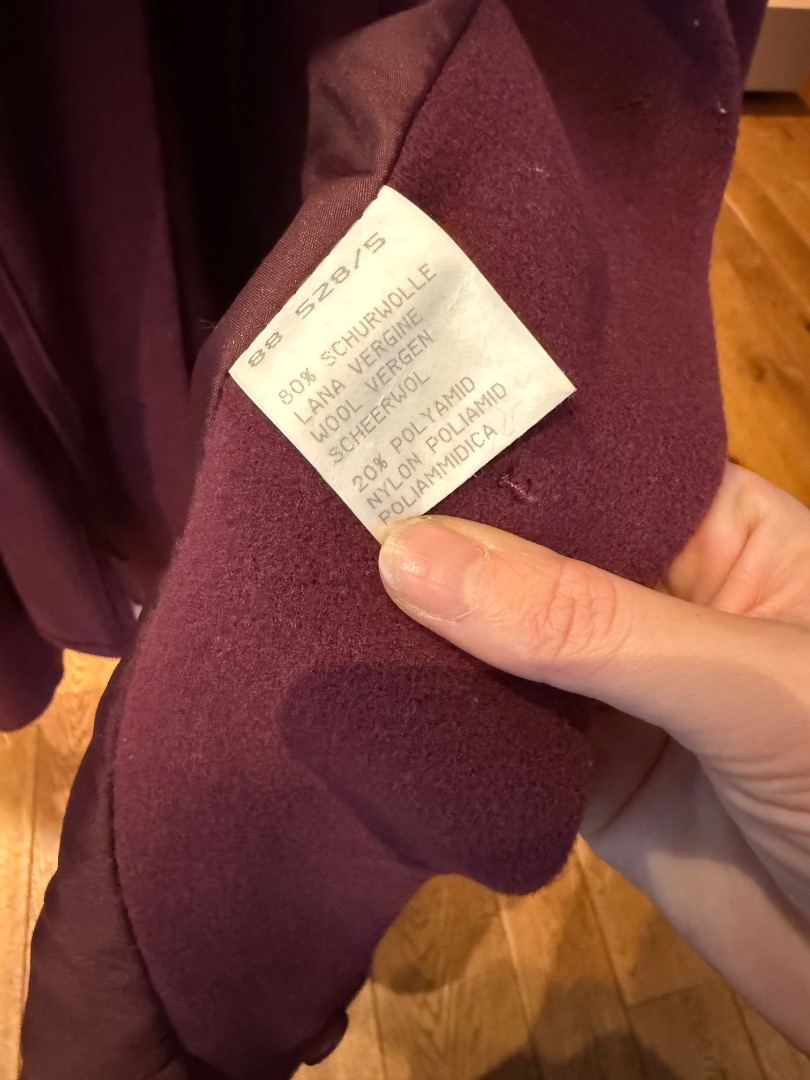 88 528/5
80% SCHURWOLLE
LANA VERGINE
WOOL VERGEN
SCHEERWOL
20% POLYAMID
NYLON POLIAMID
POLIAMMIDICA